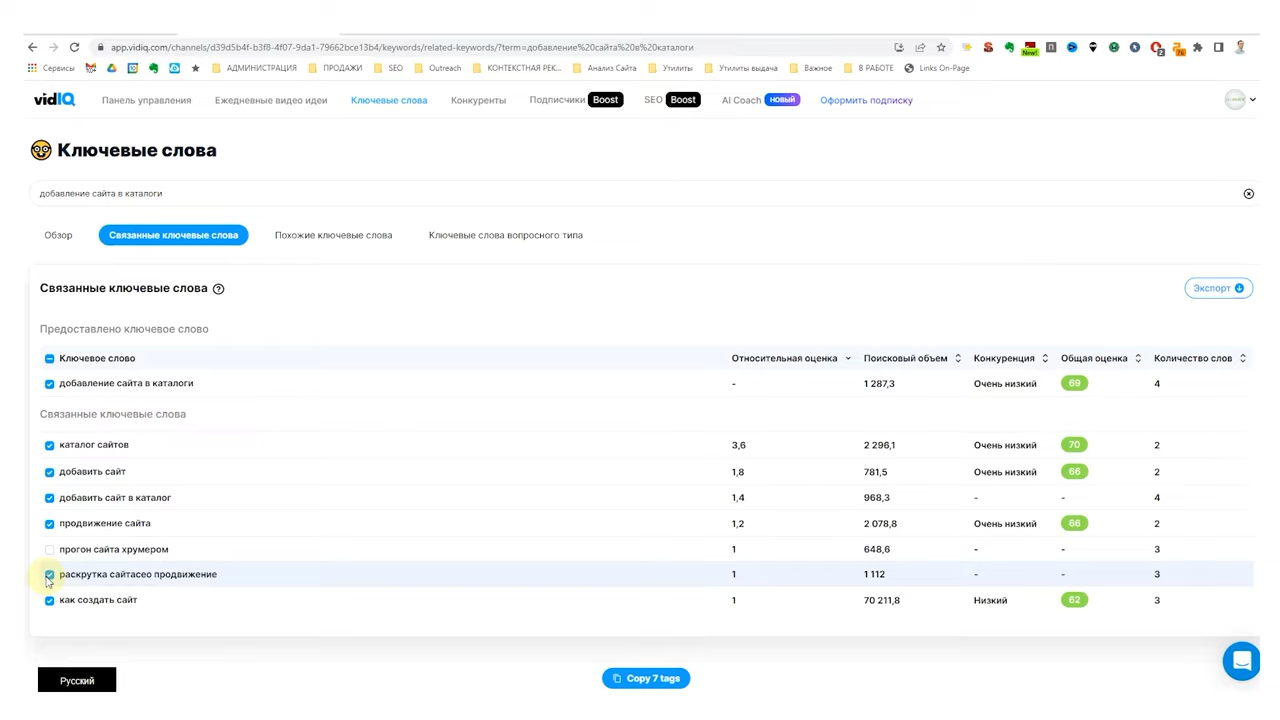 app.vidiq.com/channels/d39d5b4f-b3f8-4f07-9da1-79662bce13b4/keywords/related-keywords/?term=добавление%20сайта%20в%20каталоги
Сервисы АДМИНИСТРАЦИЯ ПРОДАЖИ SEO Outreach КОНТЕКСТНАЯ РЕК... Анализ Сайта Утилиты Утилиты выдача Важное В РАБОТЕ Links On-Page
vidIQ Панель управления Ежедневные видео идеи Ключевые слова Конкуренты Подписчики Boost SEO Boost AI Coach новый Оформить подписку
Ключевые слова
добавление сайта в каталоги
Обзор Связанные ключевые слова Похожие ключевые слова Ключевые слова вопросного типа
Связанные ключевые слова ? Экспорт
Предоставлено ключевое слово
Ключевое слово Относительная оценка Поисковый объем Конкуренция Общая оценка Количество слов
добавление сайта в каталоги - 1 287,3 Очень низкий 69 4
Связанные ключевые слова
каталог сайтов 3,6 2 296,1 Очень низкий 70 2
добавить сайт 1,8 781,5 Очень низкий 66 2
добавить сайт в каталог 1,4 968,3 - - 4
продвижение сайта 1,2 2 078,8 Очень низкий 66 2
прогон сайта хрумером 1 648,6 - - 3
раскрутка сайтасео продвижение 1 1 112 - - 3
как создать сайт 1 70 211,8 Низкий 62 3
Русский Copy 7 tags